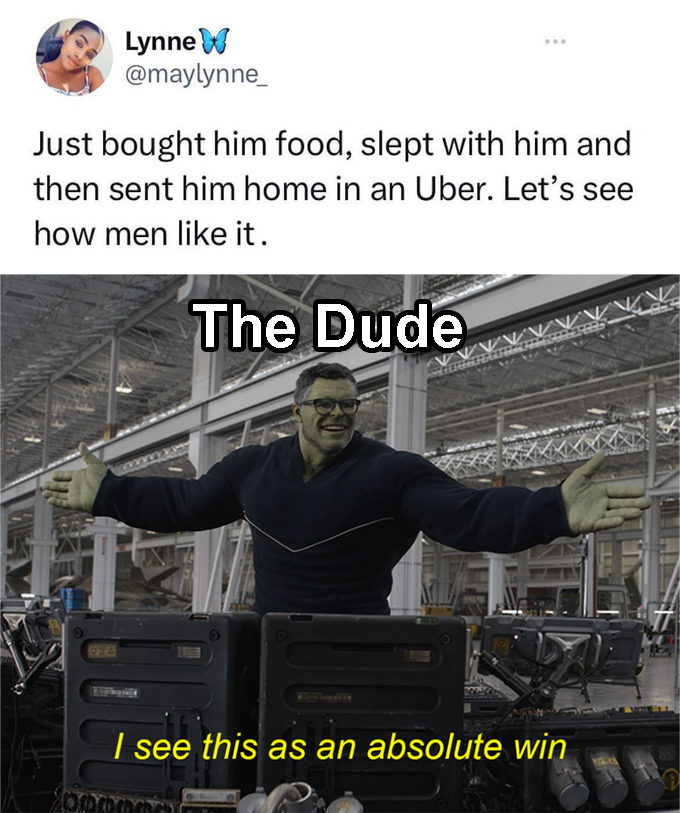 Lynne🦋
@maylynne_
Just bought him food, slept with him and
then sent him home in an Uber. Let’s see
how men like it.
The Dude
I see this as an absolute win